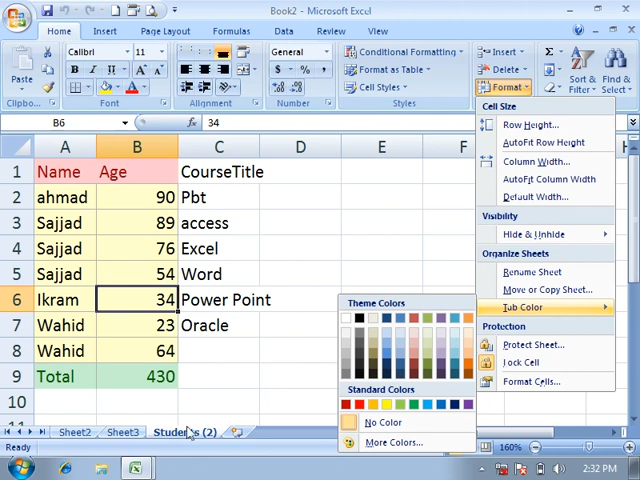 Book2 - Microsoft Excel
Home Insert Page Layout Formulas Data Review View
Paste
Calibri 11
B I U A A
General
$ % ,
Conditional Formatting
Format as Table
Cell Styles
Insert
Delete
Format
Σ
Sort & Filter
Find & Select
Clipboard Font Alignment Number Styles
B6 fx 34
A B C D E F H
1 Name Age CourseTitle
2 ahmad 90 Pbt
3 Sajjad 89 access
4 Sajjad 76 Excel
5 Sajjad 54 Word
6 Ikram 34 Power Point
7 Wahid 23 Oracle
8 Wahid 64
9 Total 430
10
11
Cell Size
Row Height...
AutoFit Row Height
Column Width...
AutoFit Column Width
Default Width...
Visibility
Hide & Unhide
Organize Sheets
Rename Sheet
Move or Copy Sheet...
Tab Color
Protection
Protect Sheet...
Lock Cell
Format Cells...
Theme Colors
Standard Colors
No Color
More Colors...
Sheet2 Sheet3 Students (2)
Ready 160%
2:32 PM